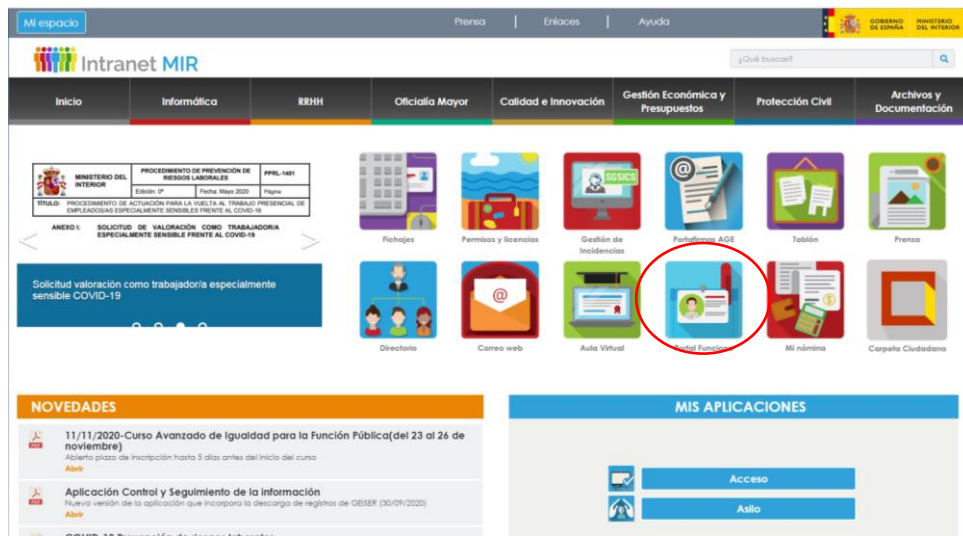 Mi espacio
Prensa | Enlaces | Ayuda
GOBIERNO DE ESPAÑA
MINISTERIO DEL INTERIOR
Intranet MIR
¿Qué buscas?
Inicio
Informática
RRHH
Oficialía Mayor
Calidad e Innovación
Gestión Económica y
Presupuestos
Protección Civil
Archivos y
Documentación
MINISTERIO DEL
INTERIOR
PROCEDIMIENTO DE PREVENCIÓN DE
RIESGOS LABORALES
PPRL-1401
Edición: 0ª
Fecha: Mayo 2020
Página
TÍTULO: PROCEDIMIENTO DE ACTUACIÓN PARA LA VUELTA AL TRABAJO PRESENCIAL DE
EMPLEADOS/AS ESPECIALMENTE SENSIBLES FRENTE AL COVID-19
ANEXO I: SOLICITUD DE VALORACIÓN COMO TRABAJADOR/A
ESPECIALMENTE SENSIBLE FRENTE AL COVID-19
Solicitud valoración como trabajador/a especialmente
sensible COVID-19
SGSICS
Fichajes
Permisos y licencias
Gestión de
Incidencias
Portafirmas AGE
Tablón
Prensa
Directorio
Correo web
Aula Virtual
Portal Funciona
Mi nómina
Carpeta Ciudadana
NOVEDADES
11/11/2020-Curso Avanzado de Igualdad para la Función Pública(del 23 al 26 de
noviembre)
Abierto plazo de inscripción hasta 5 días antes del inicio del curso
Abrir
Aplicación Control y Seguimiento de la información
Nueva versión de la aplicación que incorpora la descarga de registros de GEISER (30/09/2020)
Abrir
MIS APLICACIONES
Acceso
Asilo